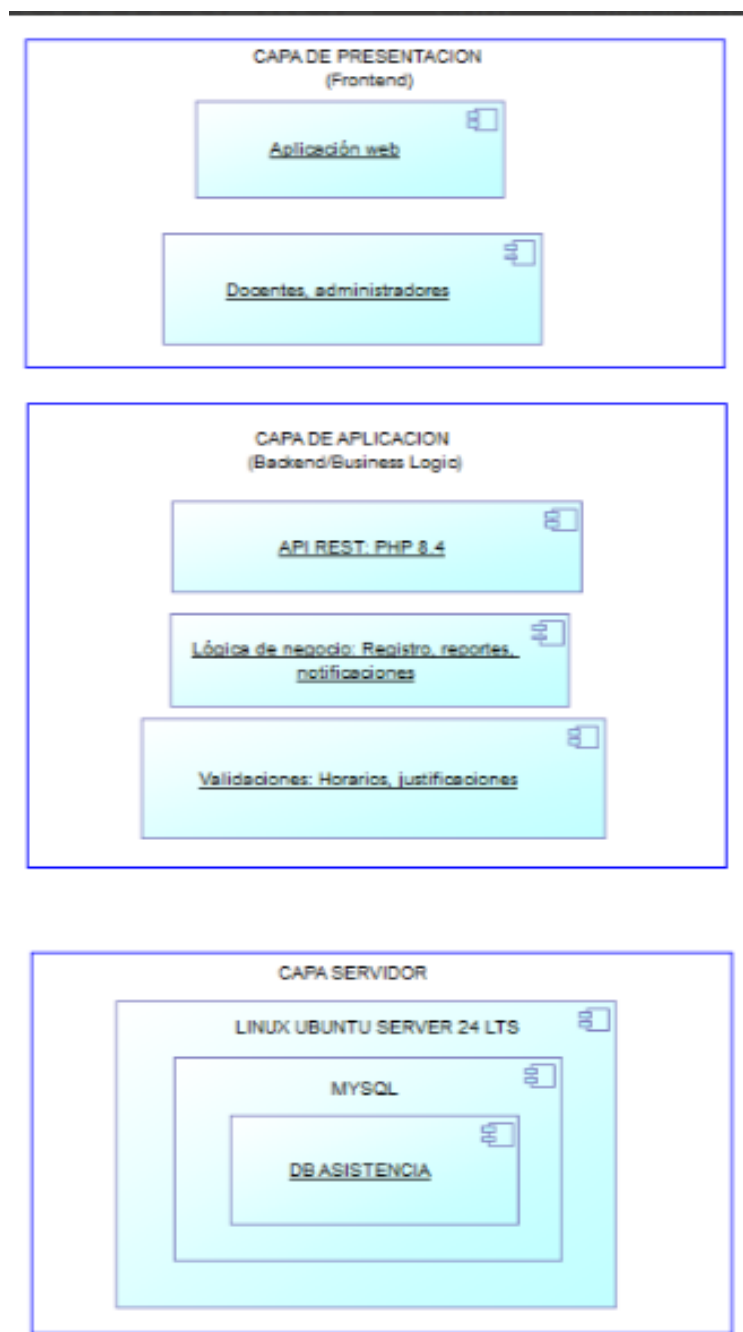 CAPA DE PRESENTACION
(Frontend)
Aplicación web
Docentes, administradores
CAPA DE APLICACION
(Backend/Business Logic)
API REST: PHP 8.4
Lógica de negocio: Registro, reportes,
notificaciones
Validaciones: Horarios, justificaciones
CAPA SERVIDOR
LINUX UBUNTU SERVER 24 LTS
MYSQL
DB ASISTENCIA